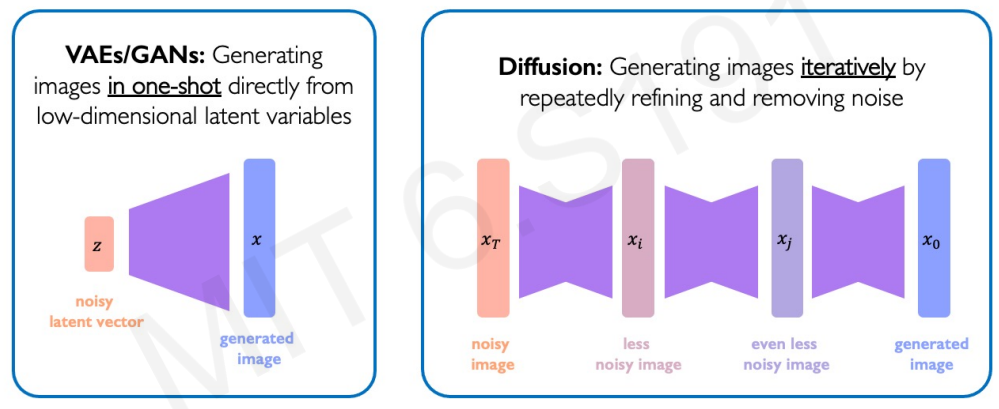 VAEs/GANs: Generating
images in one-shot directly from
low-dimensional latent variables
z
x
noisy
latent vector
generated
image
Diffusion: Generating images iteratively by
repeatedly refining and removing noise
x_T
x_i
x_j
x_0
noisy
image
less
noisy image
even less
noisy image
generated
image
MIT 6.S191